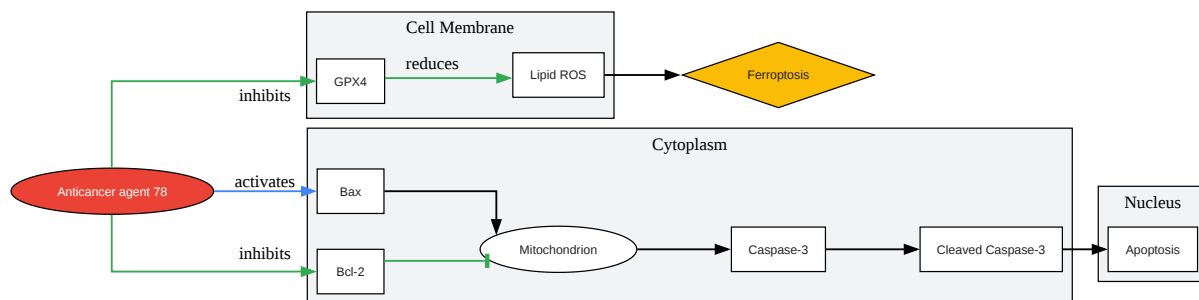 Cell Membrane
GPX4
reduces
Lipid ROS
Ferroptosis
inhibits
Cytoplasm
Anticancer agent 78
activates
Bax
Nucleus
inhibits
Bcl-2
Mitochondrion
Caspase-3
Cleaved Caspase-3
Apoptosis